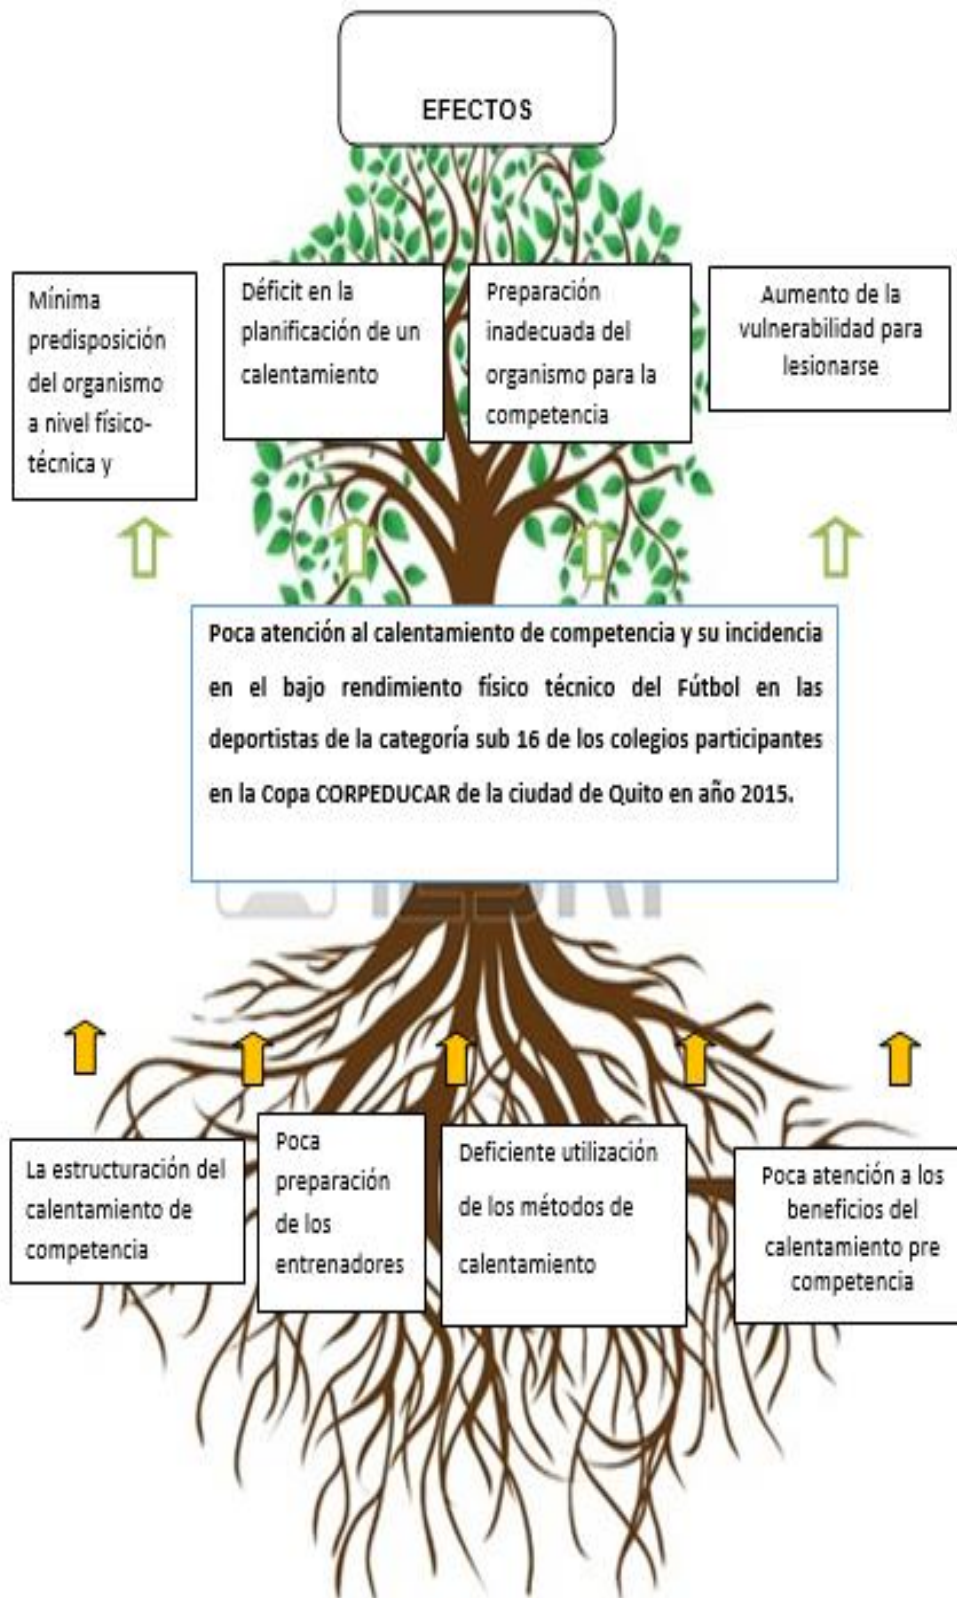 EFECTOS
Mínima
predisposición
del organismo
a nivel físico-
técnica y
Déficit en la
planificación de un
calentamiento
Preparación
inadecuada del
organismo para la
competencia
Aumento de la
vulnerabilidad para
lesionarse
Poca atención al calentamiento de competencia y su incidencia
en el bajo rendimiento físico técnico del Fútbol en las
deportistas de la categoría sub 16 de los colegios participantes
en la Copa CORPEDUCAR de la ciudad de Quito en año 2015.
La estructuración del
calentamiento de
competencia
Poca
preparación
de los
entrenadores
Deficiente utilización
de los métodos de
calentamiento
Poca atención a los
beneficios del
calentamiento pre
competencia